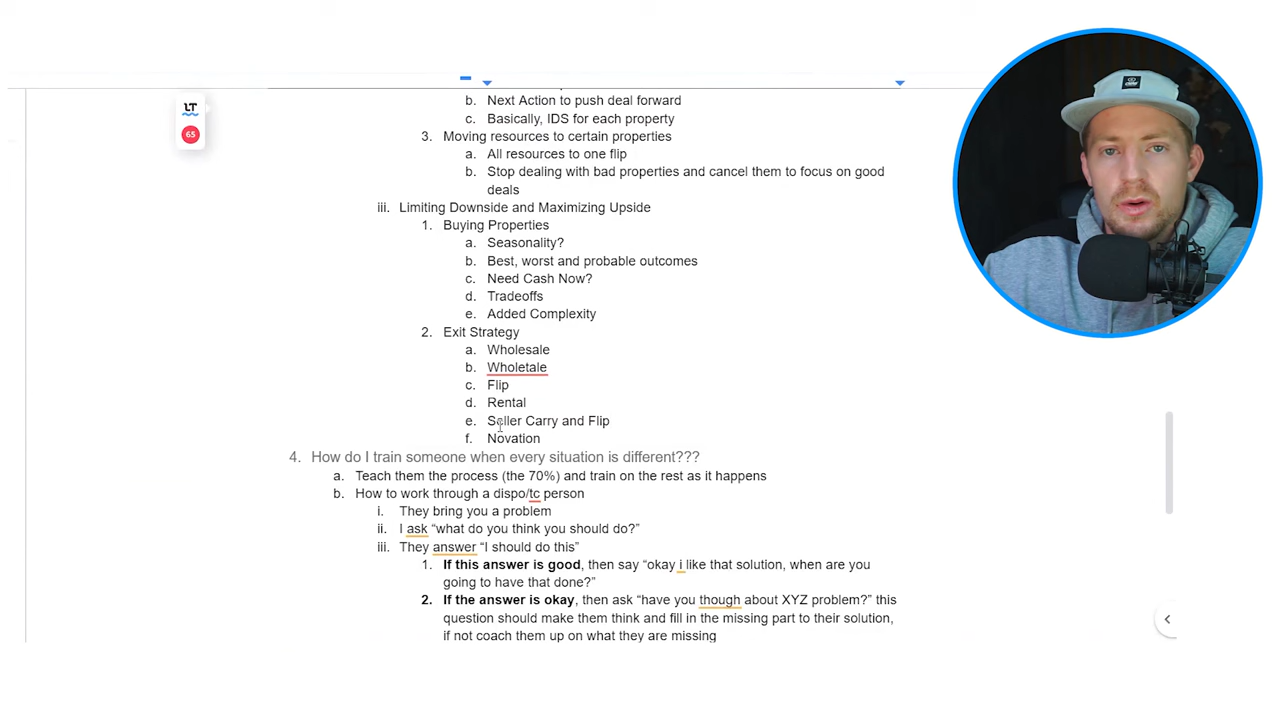 LT
65
b. Next Action to push deal forward
c. Basically, IDS for each property
3. Moving resources to certain properties
a. All resources to one flip
b. Stop dealing with bad properties and cancel them to focus on good
deals
iii. Limiting Downside and Maximizing Upside
1. Buying Properties
a. Seasonality?
b. Best, worst and probable outcomes
c. Need Cash Now?
d. Tradeoffs
e. Added Complexity
2. Exit Strategy
a. Wholesale
b. Wholetale
c. Flip
d. Rental
e. Seller Carry and Flip
f. Novation
4. How do I train someone when every situation is different???
a. Teach them the process (the 70%) and train on the rest as it happens
b. How to work through a dispo/tc person
i. They bring you a problem
ii. I ask “what do you think you should do?”
iii. They answer “I should do this”
1. If this answer is good, then say “okay i like that solution, when are you
going to have that done?”
2. If the answer is okay, then ask “have you though about XYZ problem?” this
question should make them think and fill in the missing part to their solution,
if not coach them up on what they are missing